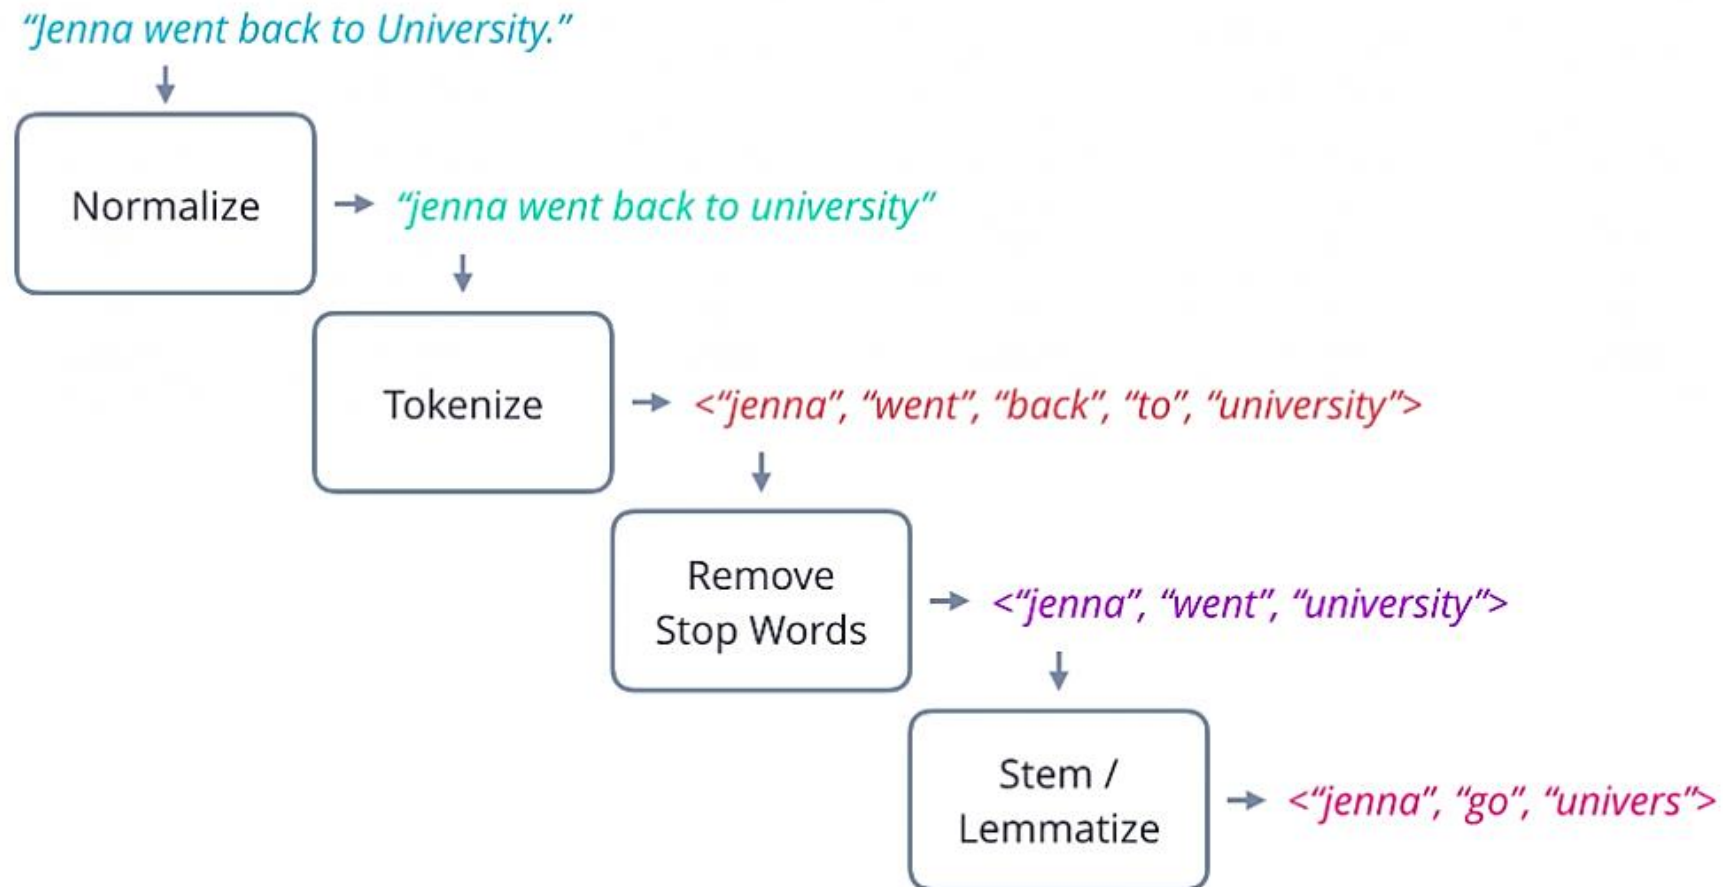 “Jenna went back to University.”
Normalize
“jenna went back to university”
Tokenize
<“jenna”, “went”, “back”, “to”, “university”>
Remove
Stop Words
<“jenna”, “went”, “university”>
Stem /
Lemmatize
<“jenna”, “go”, “univers”>